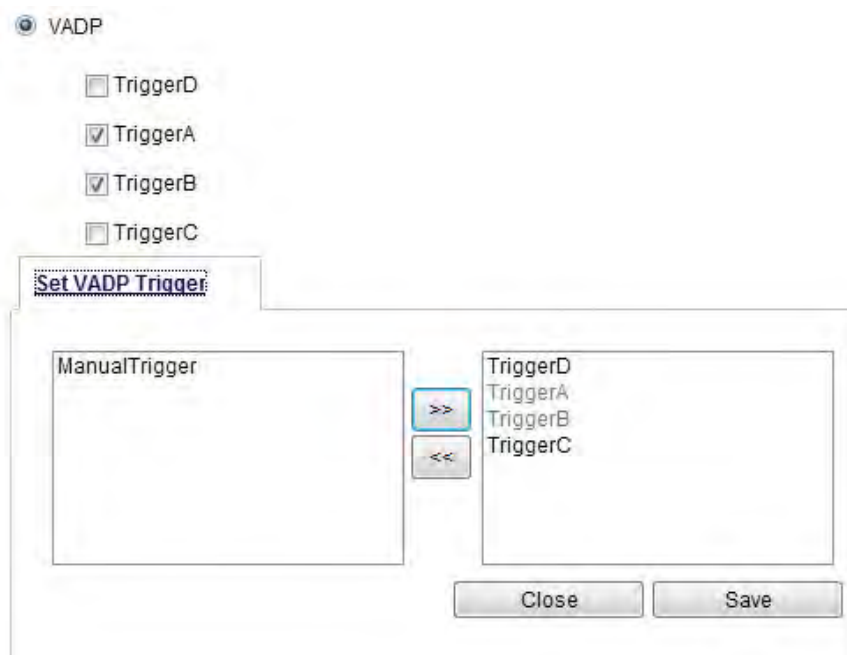 VADP
TriggerD
TriggerA
TriggerB
TriggerC
Set VADP Trigger
ManualTrigger
>>
<<
TriggerD
TriggerA
TriggerB
TriggerC
Close
Save